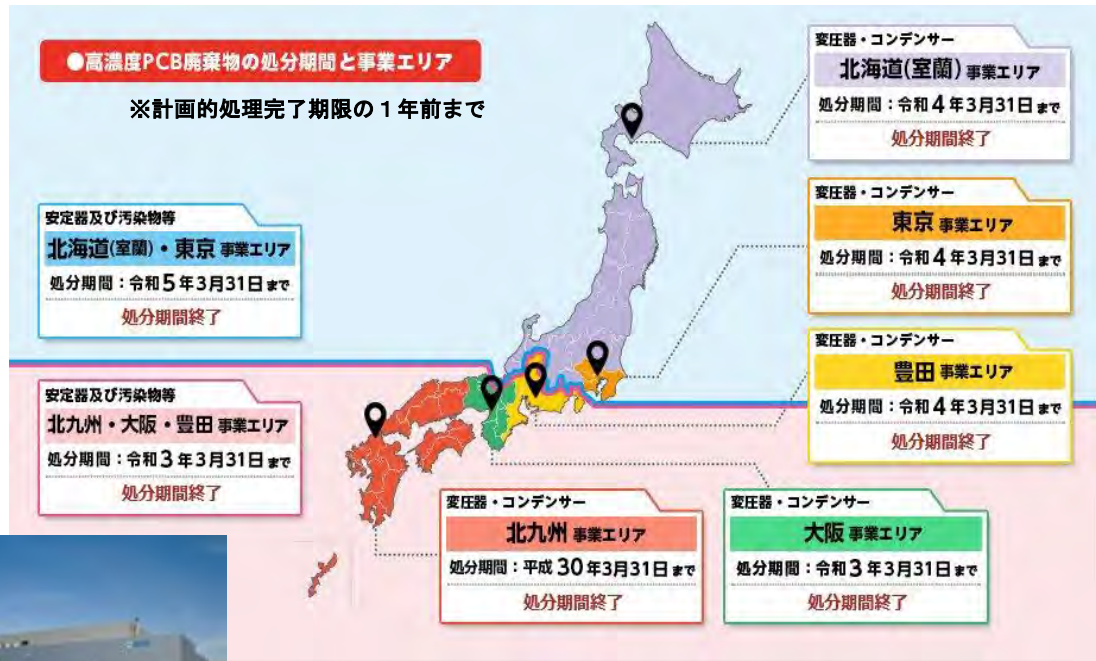 ●高濃度PCB廃棄物の処分期間と事業エリア
※計画的処理完了期限の１年前まで
変圧器・コンデンサー
北海道(室蘭) 事業エリア
処分期間：令和4年3月31日まで
処分期間終了
安定器及び汚染物等
北海道(室蘭)・東京 事業エリア
処分期間：令和5年3月31日まで
処分期間終了
変圧器・コンデンサー
東京 事業エリア
処分期間：令和4年3月31日まで
処分期間終了
変圧器・コンデンサー
豊田 事業エリア
処分期間：令和4年3月31日まで
処分期間終了
安定器及び汚染物等
北九州・大阪・豊田 事業エリア
処分期間：令和3年3月31日まで
処分期間終了
変圧器・コンデンサー
北九州 事業エリア
処分期間：平成30年3月31日まで
処分期間終了
変圧器・コンデンサー
大阪 事業エリア
処分期間：令和3年3月31日まで
処分期間終了